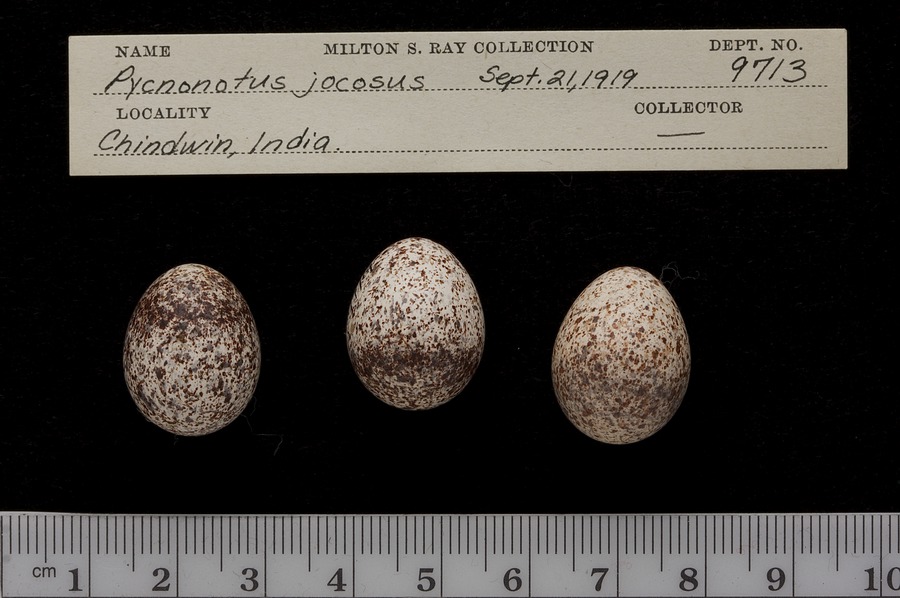 NAME MILTON S. RAY COLLECTION DEPT. NO.
Pycnonotus jocosus Sept. 21, 1919 9713
LOCALITY COLLECTOR
Chindwin, India. —
cm 1 2 3 4 5 6 7 8 9 10